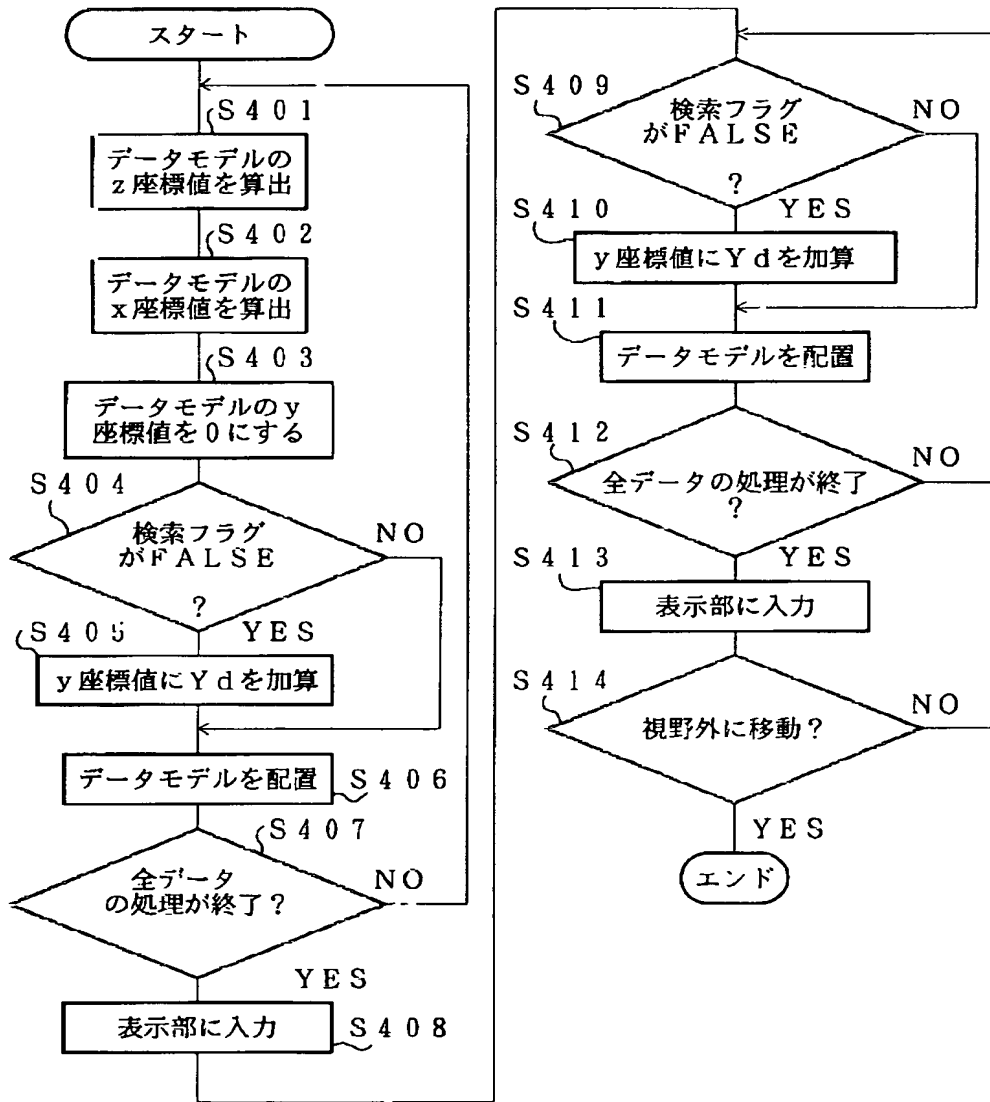 スタート
S401
データモデルの
z座標値を算出
S402
データモデルの
x座標値を算出
S403
データモデルのy
座標値を0にする
S404
検索フラグ
がFALSE
?
NO
YES
S405
y座標値にYdを加算
データモデルを配置
S406
S407
全データ
の処理が終了?
NO
YES
表示部に入力
S408
S409
検索フラグ
がFALSE
?
NO
YES
S410
y座標値にYdを加算
S411
データモデルを配置
S412
全データの処理が終了
?
NO
YES
S413
表示部に入力
S414
視野外に移動?
NO
YES
エンド